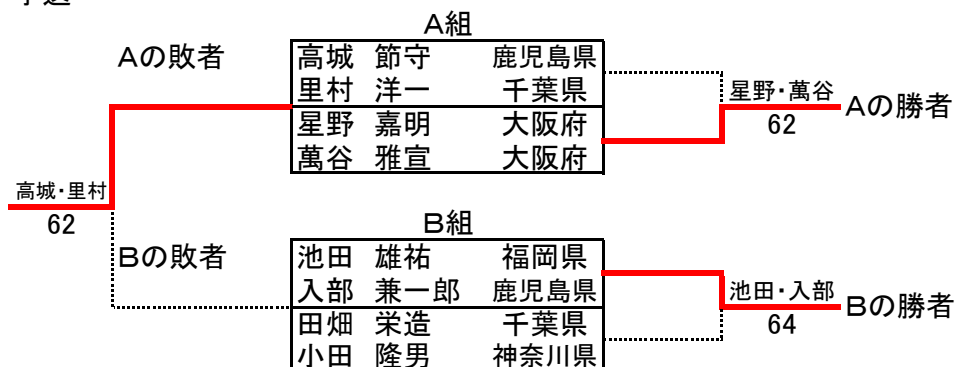 A組
Aの敗者
高城 節守 鹿児島県
里村 洋一 千葉県
星野 嘉明 大阪府
萬谷 雅宣 大阪府
星野・萬谷
62
Aの勝者
高城・里村
62
B組
Bの敗者
池田 雄祐 福岡県
入部 兼一郎 鹿児島県
田畑 栄造 千葉県
小田 隆男 神奈川県
池田・入部
64
Bの勝者